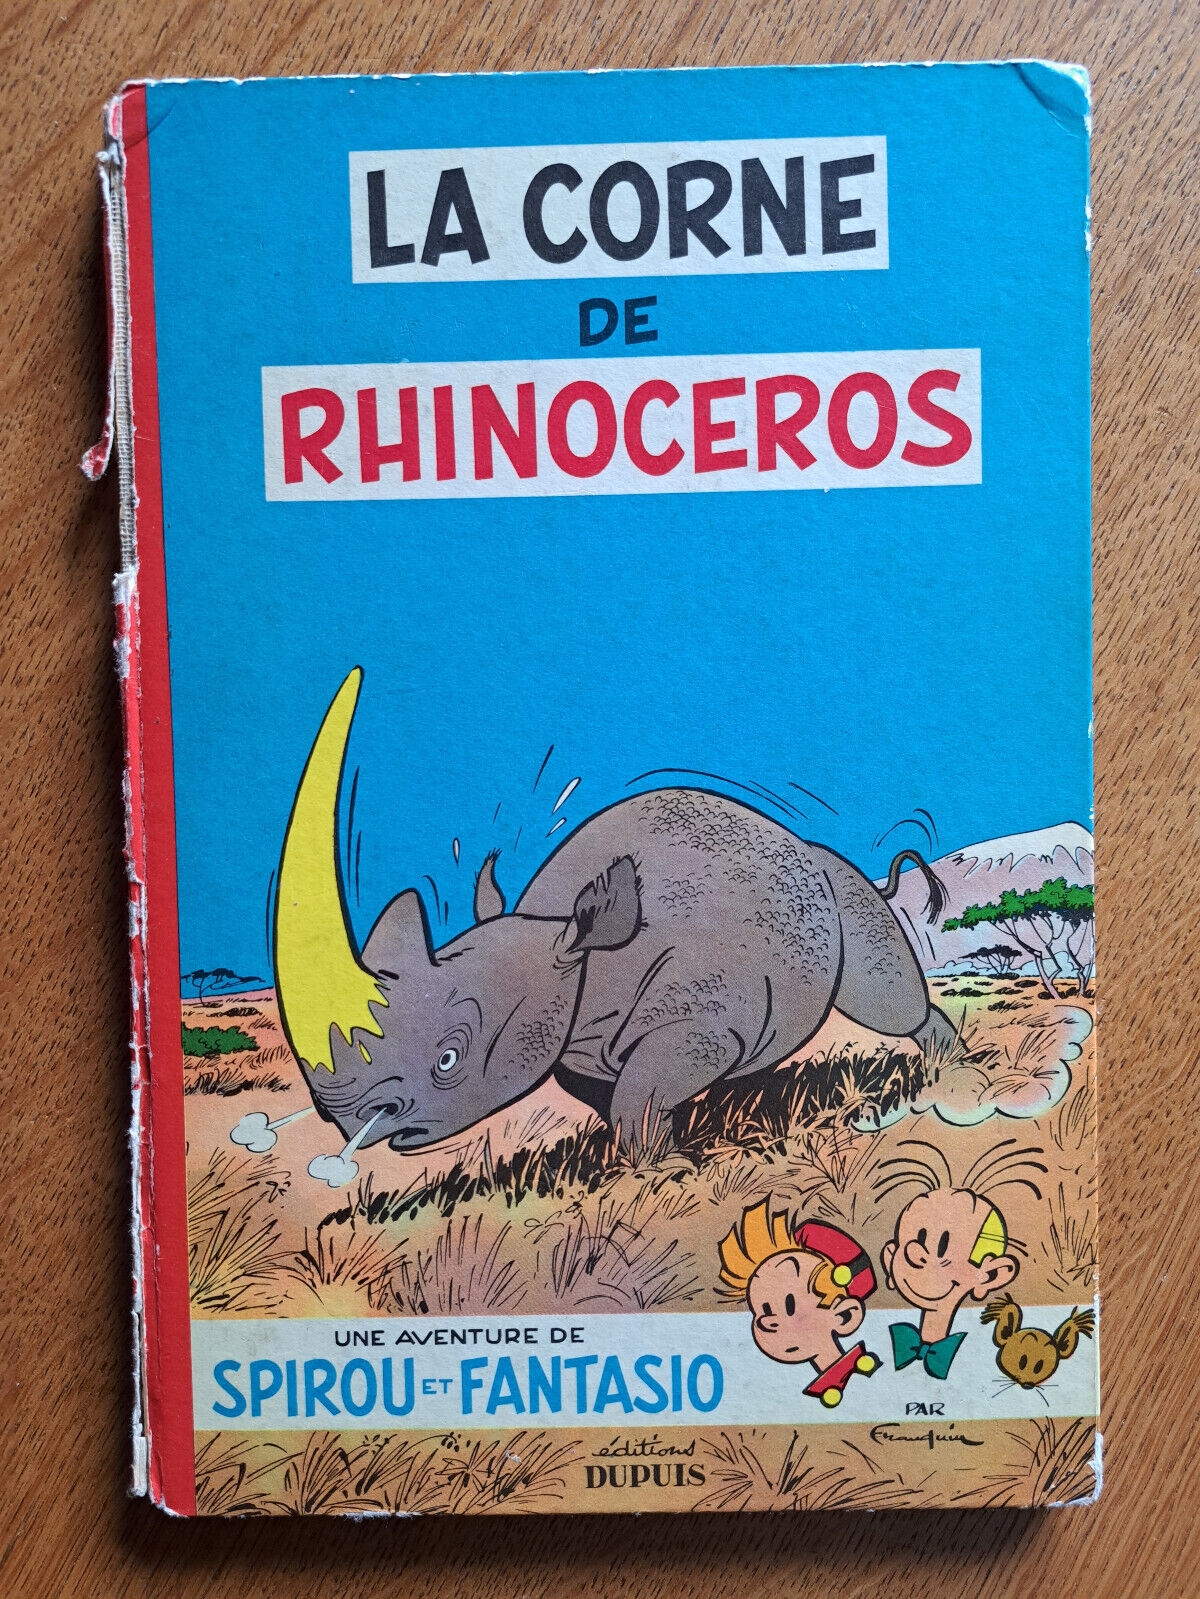 LA CORNE
DE
RHINOCEROS
UNE AVENTURE DE
SPIROU ET FANTASIO
PAR
Franquin
éditions
DUPUIS